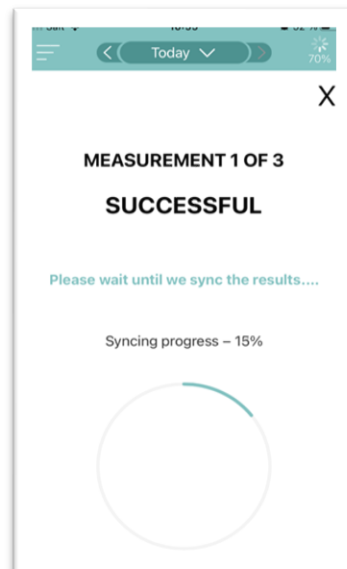 Today
70%
X
MEASUREMENT 1 OF 3
SUCCESSFUL
Please wait until we sync the results....
Syncing progress – 15%